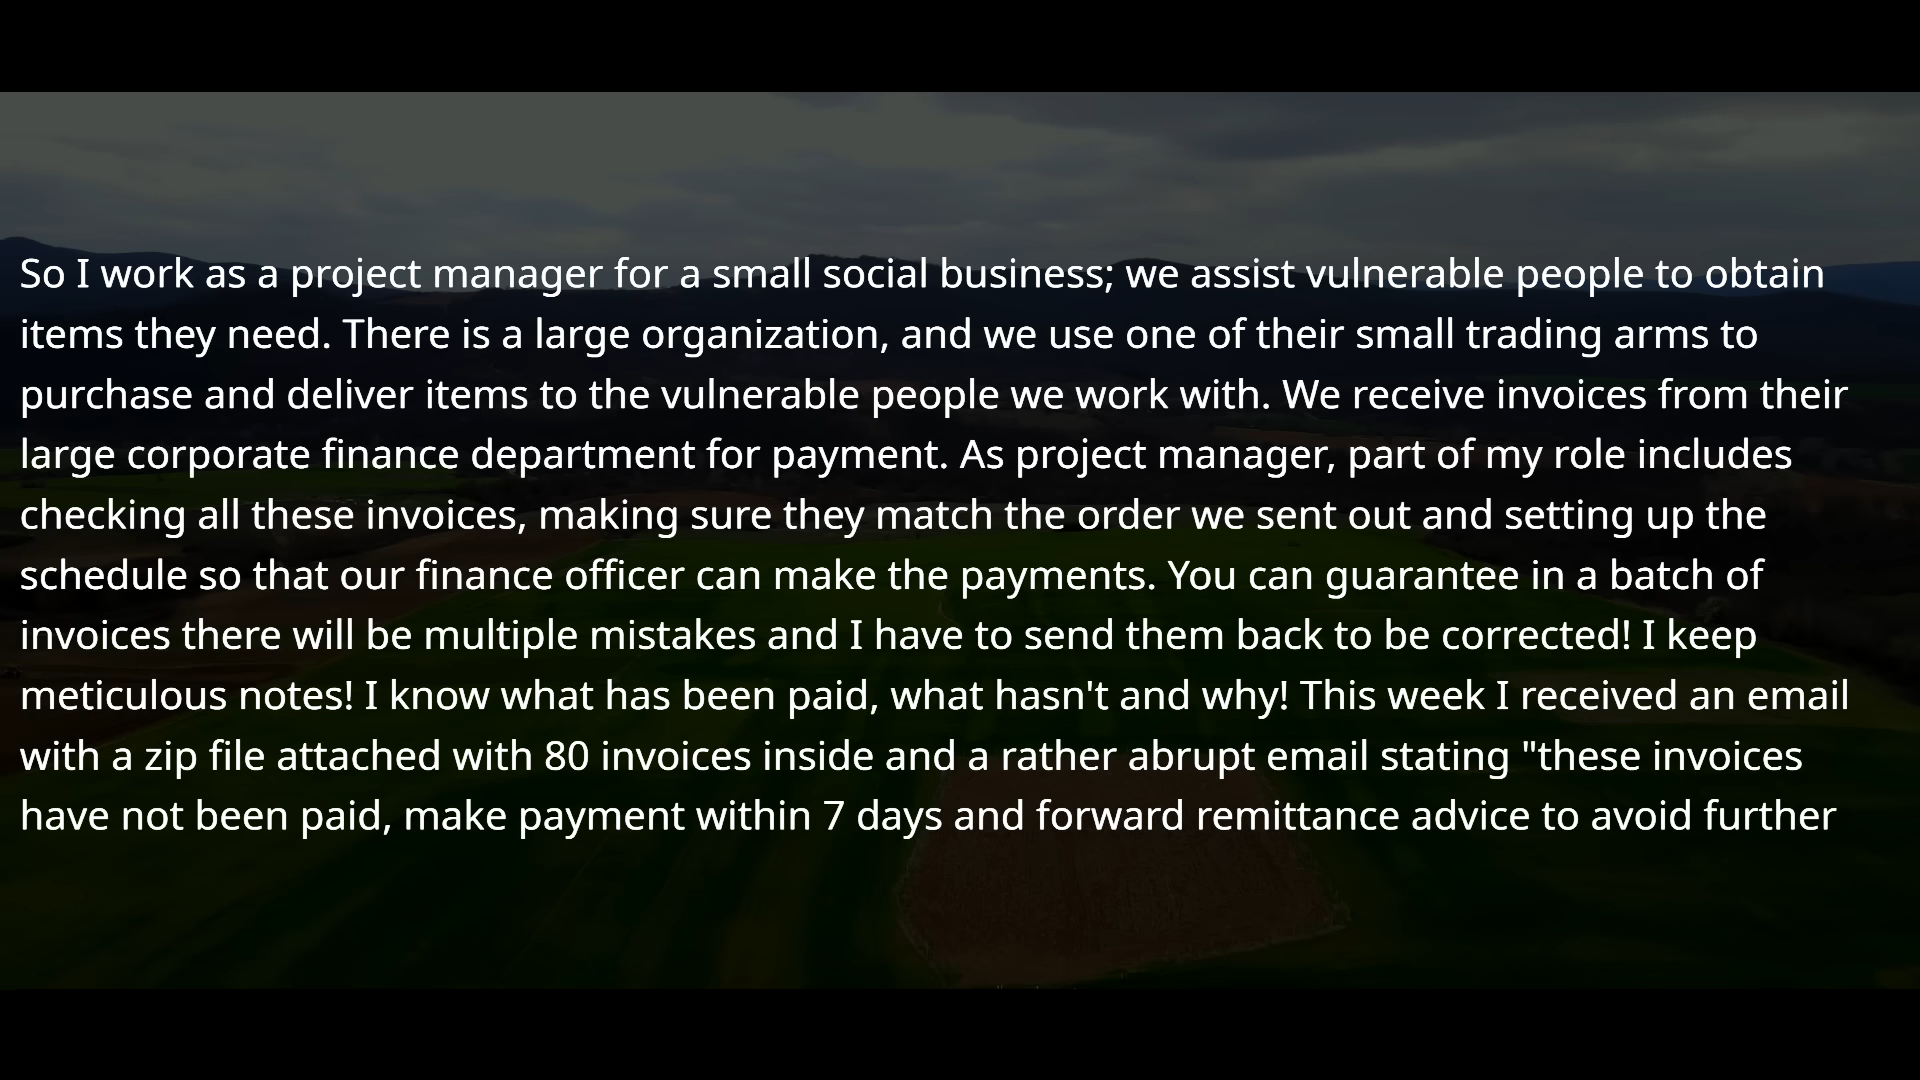 So I work as a project manager for a small social business; we assist vulnerable people to obtain
items they need. There is a large organization, and we use one of their small trading arms to
purchase and deliver items to the vulnerable people we work with. We receive invoices from their
large corporate finance department for payment. As project manager, part of my role includes
checking all these invoices, making sure they match the order we sent out and setting up the
schedule so that our finance officer can make the payments. You can guarantee in a batch of
invoices there will be multiple mistakes and I have to send them back to be corrected! I keep
meticulous notes! I know what has been paid, what hasn't and why! This week I received an email
with a zip file attached with 80 invoices inside and a rather abrupt email stating "these invoices
have not been paid, make payment within 7 days and forward remittance advice to avoid further